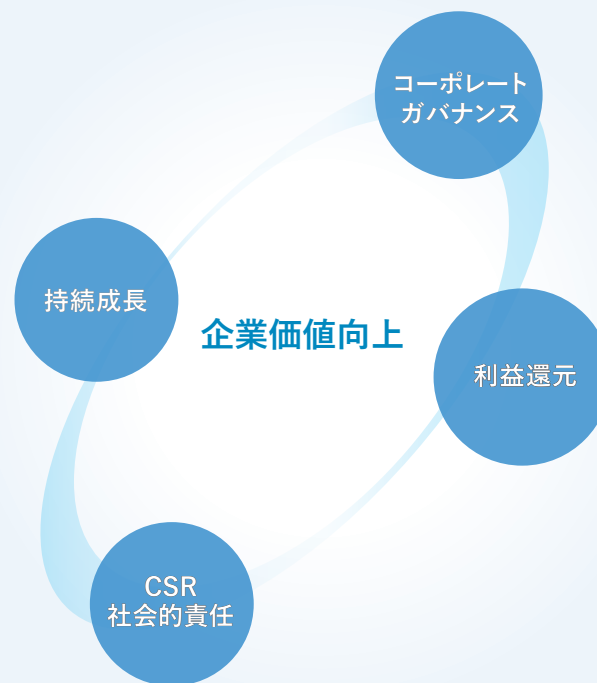 コーポレート
ガバナンス
持続成長
企業価値向上
利益還元
CSR
社会的責任